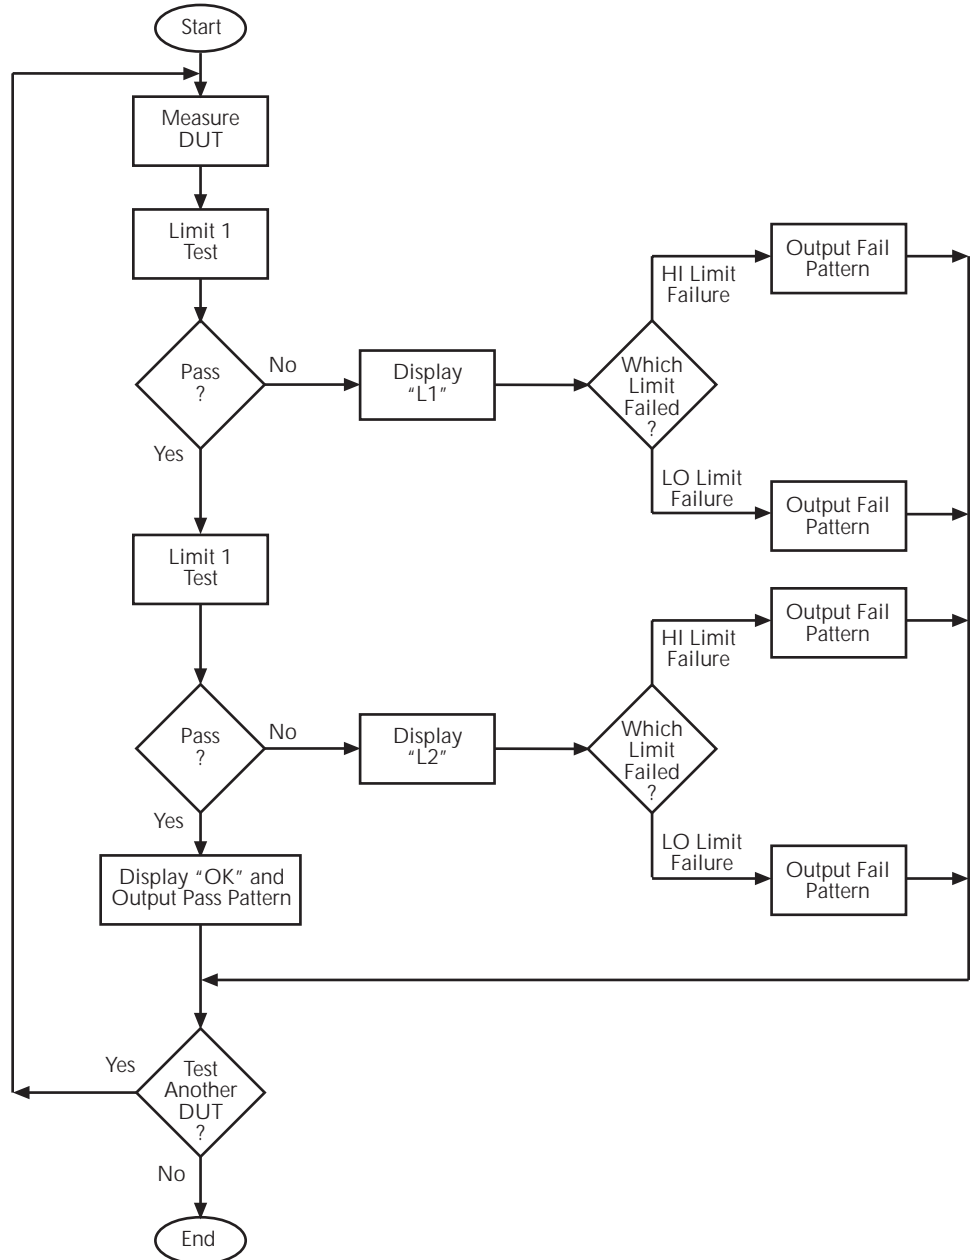 Start
Measure
DUT
Limit 1
Test
Pass
?
No
Display
"L1"
Which
Limit
Failed
?
HI Limit
Failure
Output Fail
Pattern
LO Limit
Failure
Output Fail
Pattern
Yes
Limit 1
Test
Pass
?
No
Display
"L2"
Which
Limit
Failed
?
HI Limit
Failure
Output Fail
Pattern
LO Limit
Failure
Output Fail
Pattern
Yes
Display "OK" and
Output Pass Pattern
Test
Another
DUT
?
Yes
No
End